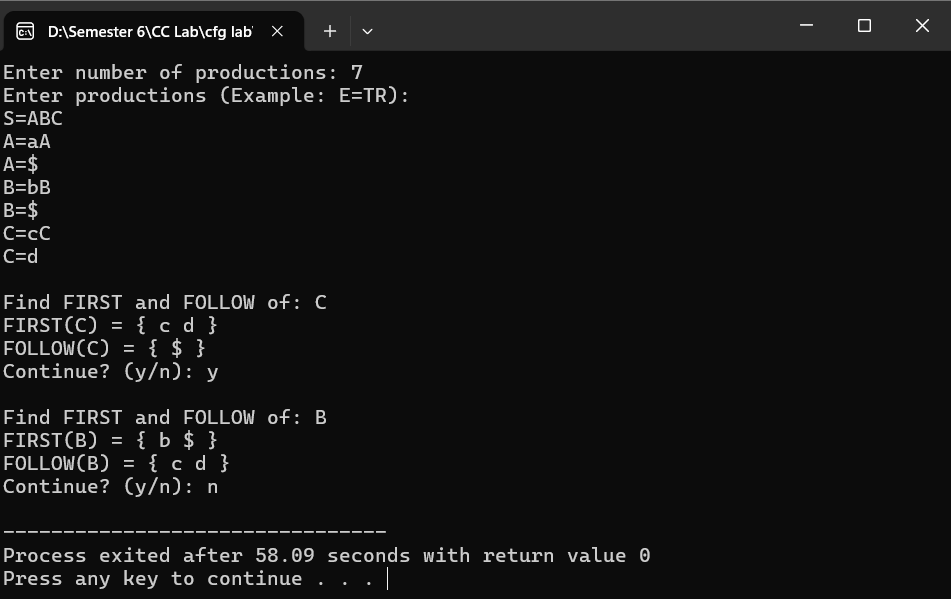 D:\Semester 6\CC Lab\cfg lab'
Enter number of productions: 7
Enter productions (Example: E=TR):
S=ABC
A=aA
A=$
B=bB
B=$
C=cC
C=d
Find FIRST and FOLLOW of: C
FIRST(C) = { c d }
FOLLOW(C) = { $ }
Continue? (y/n): y
Find FIRST and FOLLOW of: B
FIRST(B) = { b $ }
FOLLOW(B) = { c d }
Continue? (y/n): n
--------------------------------
Process exited after 58.09 seconds with return value 0
Press any key to continue . . .